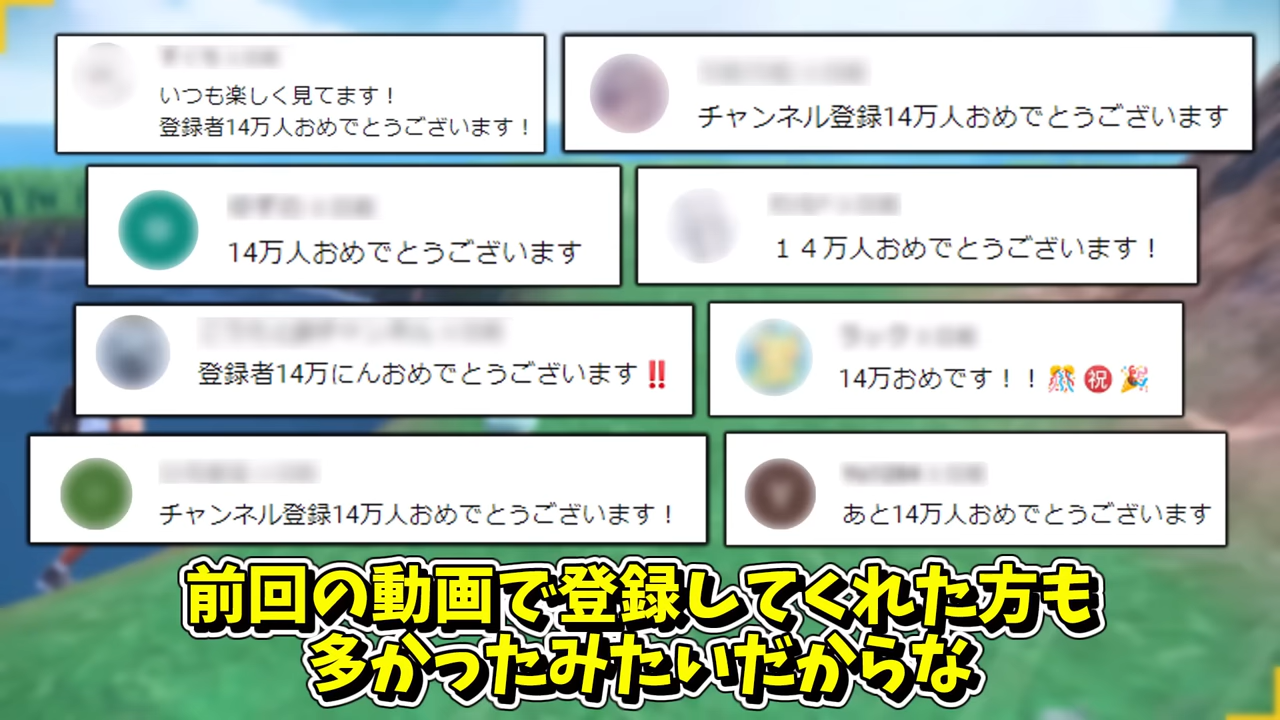 いつも楽しく見てます！
登録者14万人おめでとうございます！
チャンネル登録14万人おめでとうございます
14万人おめでとうございます
１４万人おめでとうございます！
登録者14万にんおめでとうございます‼️
14万おめです！！🎊㊗️🎉
チャンネル登録14万人おめでとうございます！
あと14万人おめでとうございます
前回の動画で登録してくれた方も
多かったみたいだからな